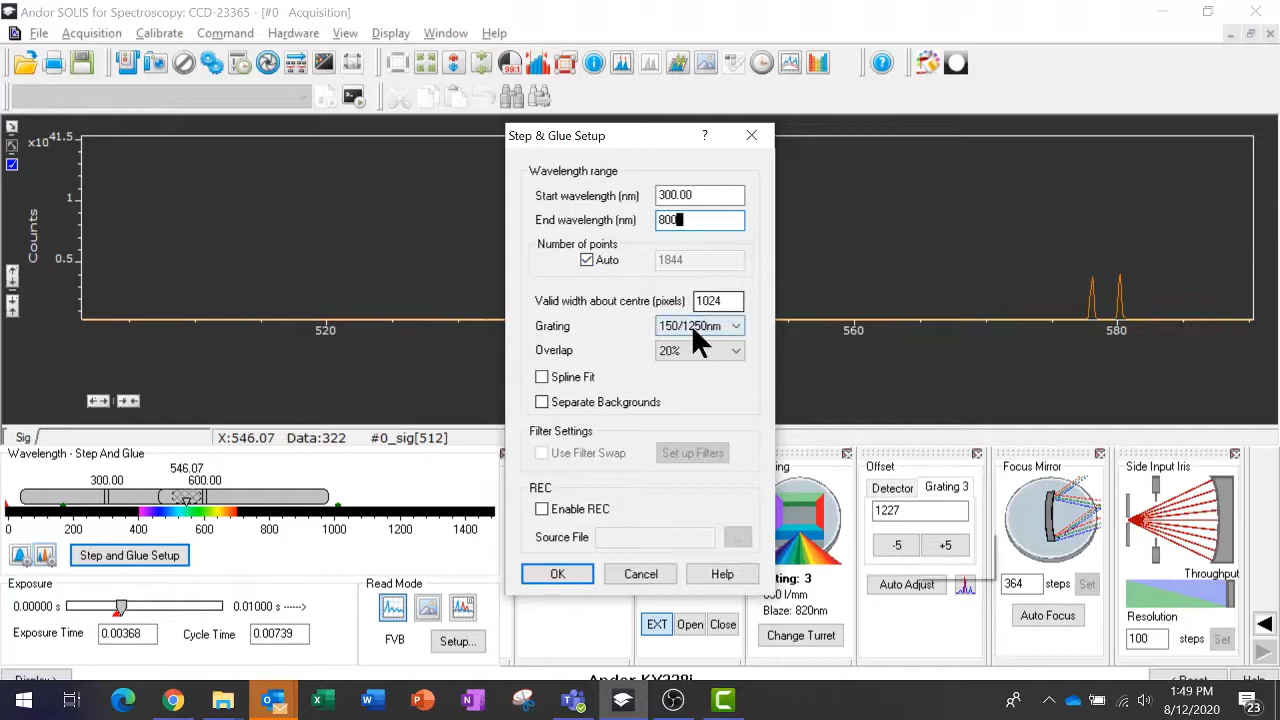 Andor SOLIS for Spectroscopy: CCD-23365 - [#0 Acquisition]
File Acquisition Calibrate Command Hardware View Display Window Help
99:1
x10^4 1.5
1
0.5
Counts
520
560
580
Sig
X:546.07 Data:322 #0_sig[512]
Step & Glue Setup
?
Wavelength range
Start wavelength (nm) 300.00
End wavelength (nm) 800
Number of points
Auto 1844
Valid width about centre (pixels) 1024
Grating 150/1250nm
Overlap 20%
Spline Fit
Separate Backgrounds
Filter Settings
Use Filter Swap Set up Filters
REC
Enable REC
Source File ...
OK Cancel Help
Wavelength - Step And Glue
546.07
300.00 600.00
0 200 400 600 800 1000 1200 1400
Step and Glue Setup
Exposure
0.00000 s 0.01000 s ----->
Exposure Time 0.00368 Cycle Time 0.00739
Read Mode
FVB Setup...
EXT Open Close
Blaze: 820nm
Change Turret
Offset
Detector Grating 3
1227
-5 +5
Auto Adjust
Focus Mirror
364 steps Set
Auto Focus
Side Input Iris
Throughput
Resolution
100 steps Set
1:49 PM
8/12/2020
23